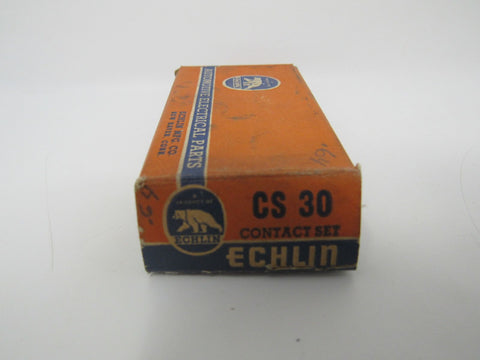 AUTOMOTIVE ELECTRICAL PARTS
ECHLIN MFG. CO.
NEW HAVEN, CONN.
A
PRODUCT OF
ECHLIN
CS 30
CONTACT SET
ECHLIN